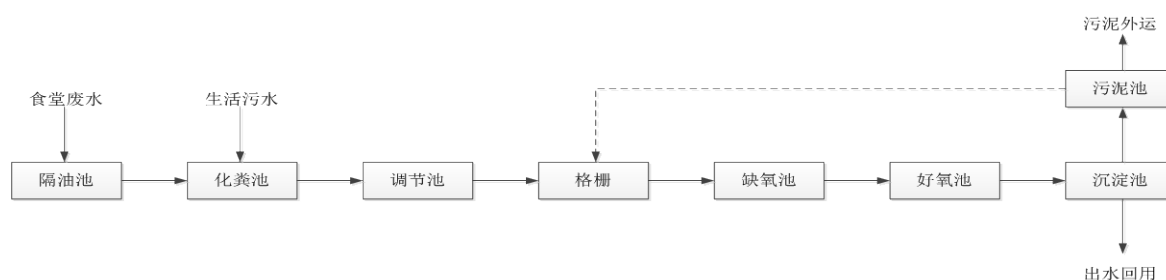 污泥外运
污泥池
食堂废水
生活污水
隔油池
化粪池
调节池
格栅
缺氧池
好氧池
沉淀池
出水回用